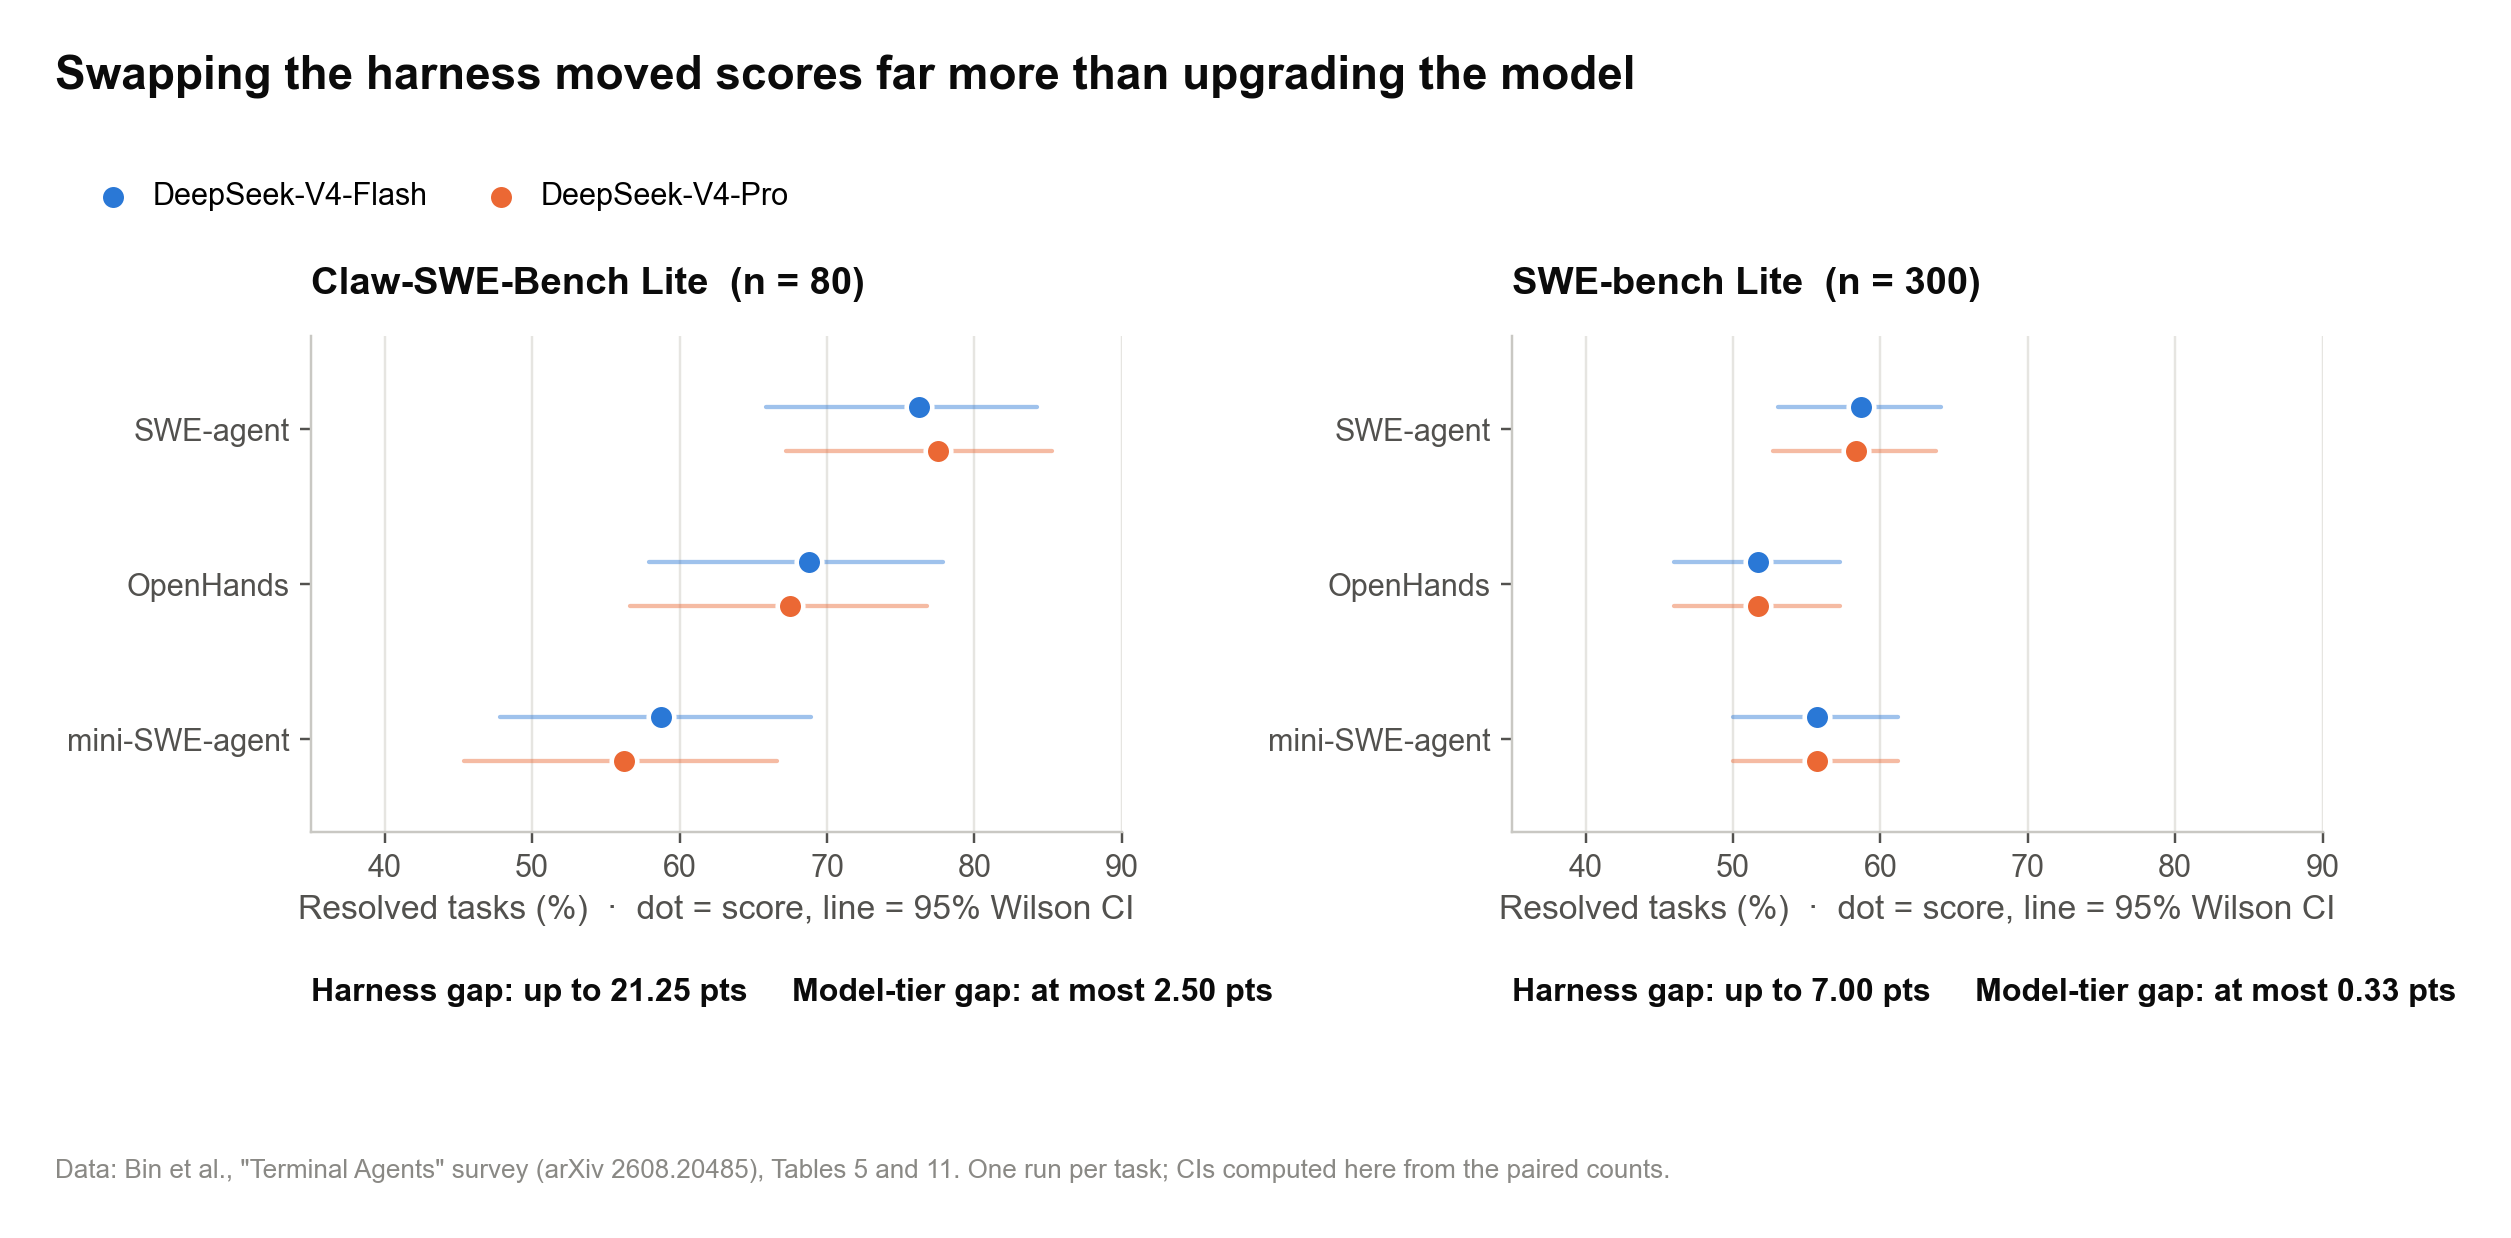 Swapping the harness moved scores far more than upgrading the model
DeepSeek-V4-Flash
DeepSeek-V4-Pro
Claw-SWE-Bench Lite (n = 80)
SWE-agent
OpenHands
mini-SWE-agent
40 50 60 70 80 90
Resolved tasks (%) · dot = score, line = 95% Wilson CI
Harness gap: up to 21.25 pts Model-tier gap: at most 2.50 pts
SWE-bench Lite (n = 300)
SWE-agent
OpenHands
mini-SWE-agent
40 50 60 70 80 90
Resolved tasks (%) · dot = score, line = 95% Wilson CI
Harness gap: up to 7.00 pts Model-tier gap: at most 0.33 pts
Data: Bin et al., "Terminal Agents" survey (arXiv 2608.20485), Tables 5 and 11. One run per task; CIs computed here from the paired counts.